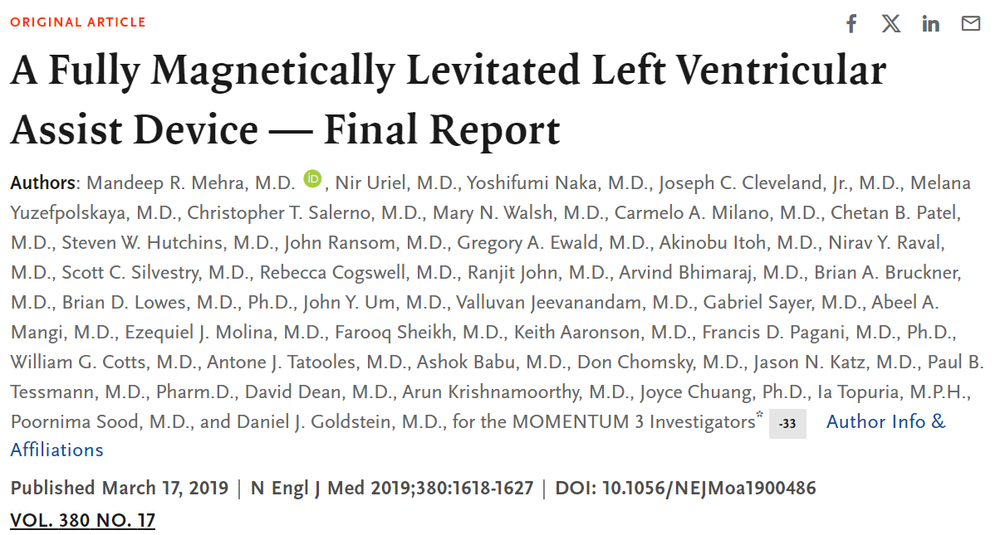 ORIGINAL ARTICLE
A Fully Magnetically Levitated Left Ventricular
Assist Device — Final Report
Authors: Mandeep R. Mehra, M.D. iD, Nir Uriel, M.D., Yoshifumi Naka, M.D., Joseph C. Cleveland, Jr., M.D., Melana
Yuzefpolskaya, M.D., Christopher T. Salerno, M.D., Mary N. Walsh, M.D., Carmelo A. Milano, M.D., Chetan B. Patel,
M.D., Steven W. Hutchins, M.D., John Ransom, M.D., Gregory A. Ewald, M.D., Akinobu Itoh, M.D., Nirav Y. Raval,
M.D., Scott C. Silvestry, M.D., Rebecca Cogswell, M.D., Ranjit John, M.D., Arvind Bhimaraj, M.D., Brian A. Bruckner,
M.D., Brian D. Lowes, M.D., Ph.D., John Y. Um, M.D., Valluvan Jeevanandam, M.D., Gabriel Sayer, M.D., Abeel A.
Mangi, M.D., Ezequiel J. Molina, M.D., Farooq Sheikh, M.D., Keith Aaronson, M.D., Francis D. Pagani, M.D., Ph.D.,
William G. Cotts, M.D., Antone J. Tatooles, M.D., Ashok Babu, M.D., Don Chomsky, M.D., Jason N. Katz, M.D., Paul B.
Tessmann, M.D., Pharm.D., David Dean, M.D., Arun Krishnamoorthy, M.D., Joyce Chuang, Ph.D., Ia Topuria, M.P.H.,
Poornima Sood, M.D., and Daniel J. Goldstein, M.D., for the MOMENTUM 3 Investigators* -33 Author Info &
Affiliations
Published March 17, 2019 | N Engl J Med 2019;380:1618-1627 | DOI: 10.1056/NEJMoa1900486
VOL. 380 NO. 17